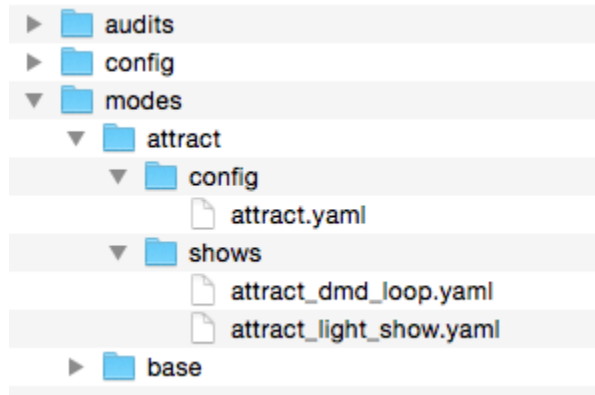 audits
config
modes
attract
config
attract.yaml
shows
attract_dmd_loop.yaml
attract_light_show.yaml
base